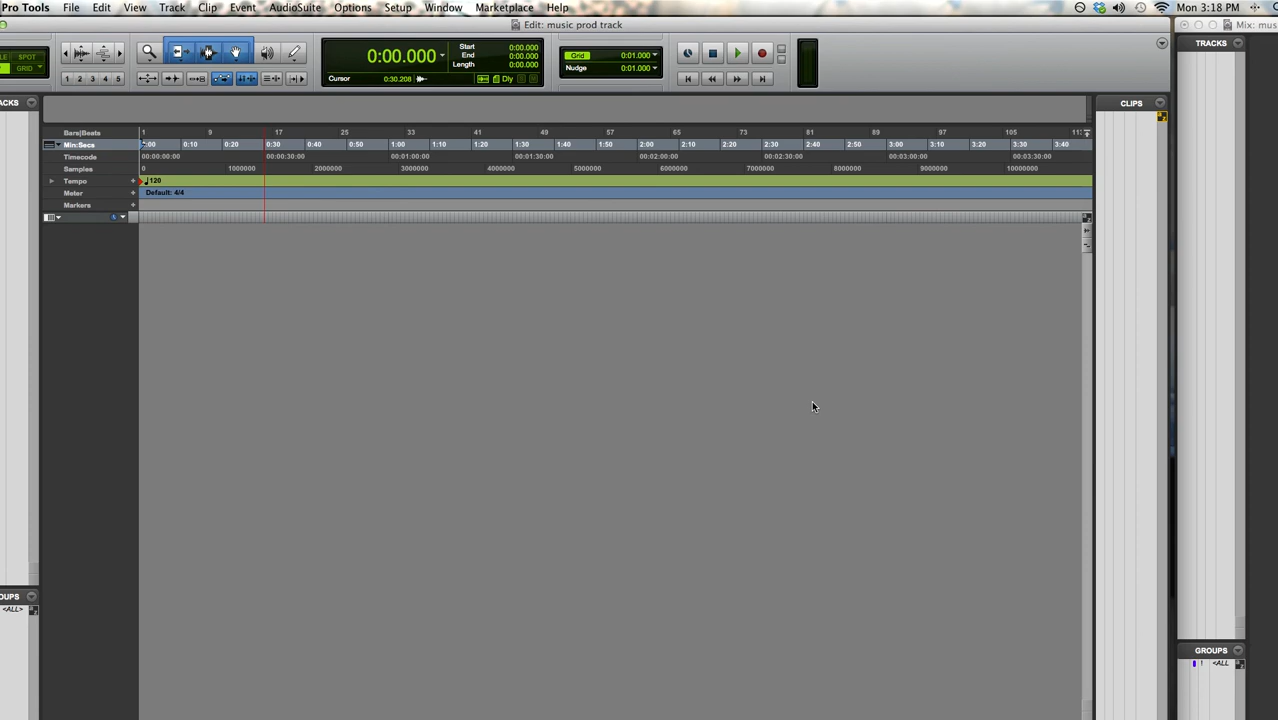 Pro Tools File Edit View Track Clip Event AudioSuite Options Setup Window Marketplace Help Mon 3:18 PM
Edit: music prod track
Mix: mus
SPOT
GRID
1 2 3 4 5
0:00.000
Start 0:00.000
End 0:00.000
Length 0:00.000
Cursor 0:30.208 Dly
Grid 0:01.000
Nudge 0:01.000
TRACKS
ACKS
CLIPS
Bars|Beats 1 9 17 25 33 41 49 57 65 73 81 89 97 105 11
Min:Secs :00 0:10 0:20 0:30 0:40 0:50 1:00 1:10 1:20 1:30 1:40 1:50 2:00 2:10 2:20 2:30 2:40 2:50 3:00 3:10 3:20 3:30 3:40
Timecode 00:00:00:00 00:00:30:00 00:01:00:00 00:01:30:00 00:02:00:00 00:02:30:00 00:03:00:00 00:03:30:00
Samples 0 1000000 2000000 3000000 4000000 5000000 6000000 7000000 8000000 9000000 10000000
Tempo + 120
Meter + Default: 4/4
Markers +
OUPS
<ALL>
GROUPS
! <ALL